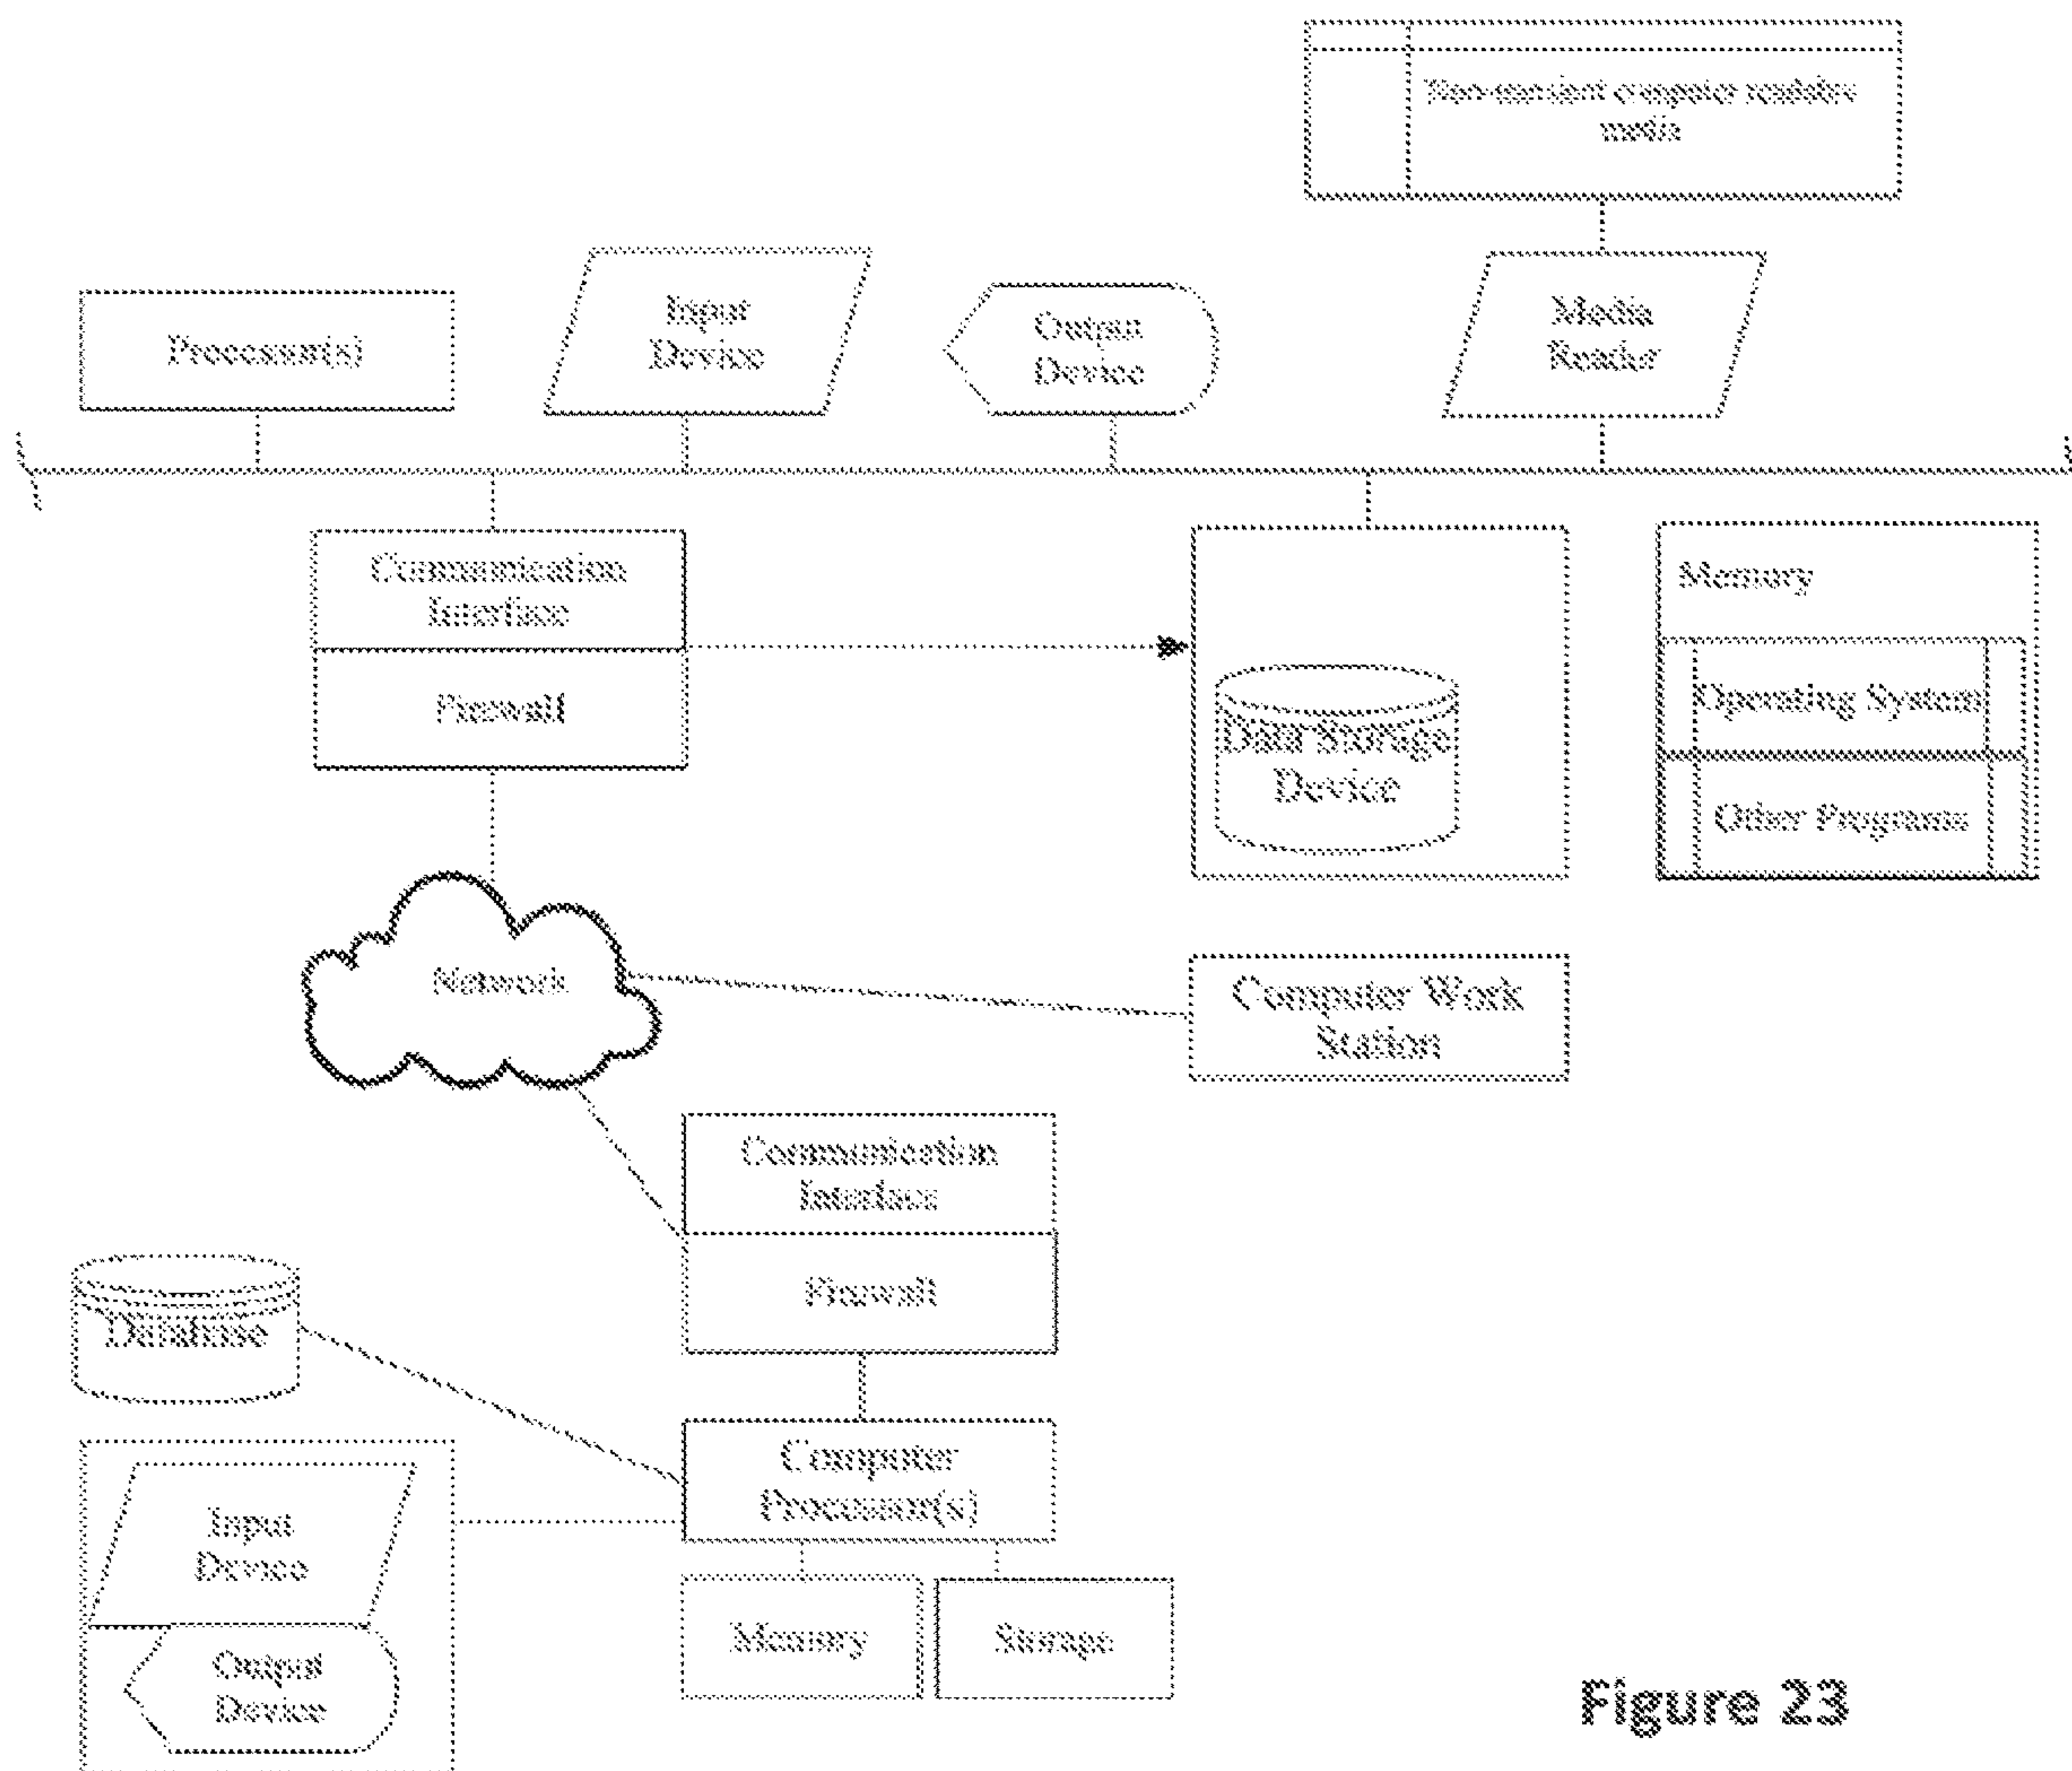 Non-transient computer readable
media
Processor(s)
Input
Device
Output
Device
Media
Reader
Communication
Interface
Firewall
Memory
Operating System
Other Programs
Data Storage
Device
Network
Computer Work
Station
Communication
Interface
Firewall
Database
Computer
Processor(s)
Input
Device
Output
Device
Memory
Storage
Figure 23